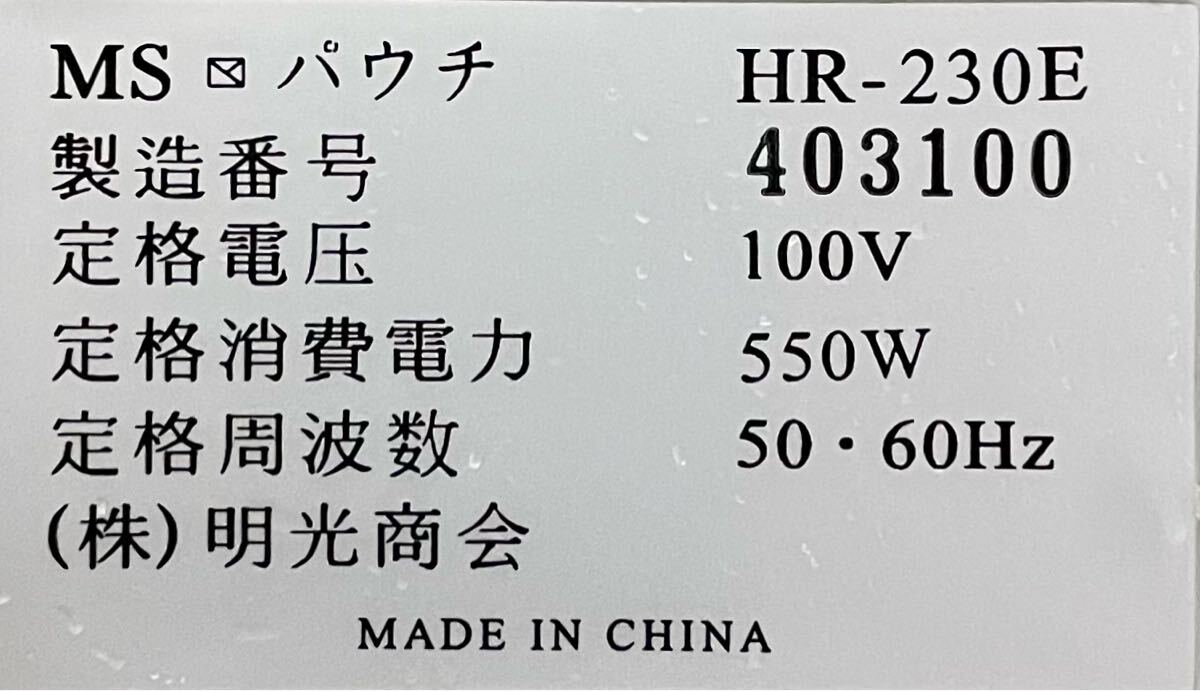 MS パウチ HR-230E
製造番号 403100
定格電圧 100V
定格消費電力 550W
定格周波数 50・60Hz
(株)明光商会
MADE IN CHINA